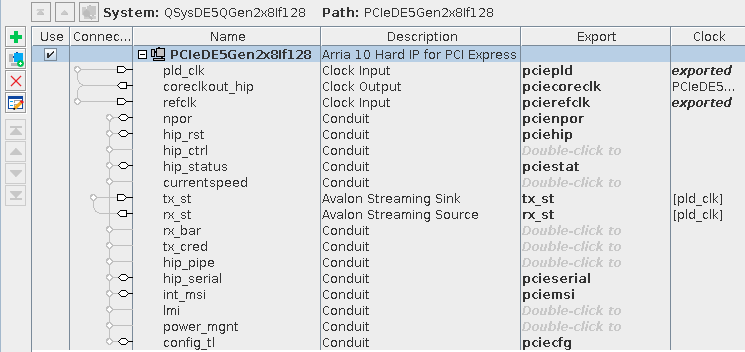 System: QSysDE5QGen2x8If128 Path: PCIeDE5Gen2x8If128
Use Connec... Name Description Export Clock
PCIeDE5Gen2x8If128 Arria 10 Hard IP for PCI Express
pld_clk Clock Input pciepld exported
coreclkout_hip Clock Output pciecoreclk PCIeDE5...
refclk Clock Input pcierefclk exported
npor Conduit pcienpor
hip_rst Conduit pciehip
hip_ctrl Conduit Double-click to
hip_status Conduit pciestat
currentspeed Conduit Double-click to
tx_st Avalon Streaming Sink tx_st [pld_clk]
rx_st Avalon Streaming Source rx_st [pld_clk]
rx_bar Conduit Double-click to
tx_cred Conduit Double-click to
hip_pipe Conduit Double-click to
hip_serial Conduit pcieserial
int_msi Conduit pciemsi
lmi Conduit Double-click to
power_mgnt Conduit Double-click to
config_tl Conduit pciecfg